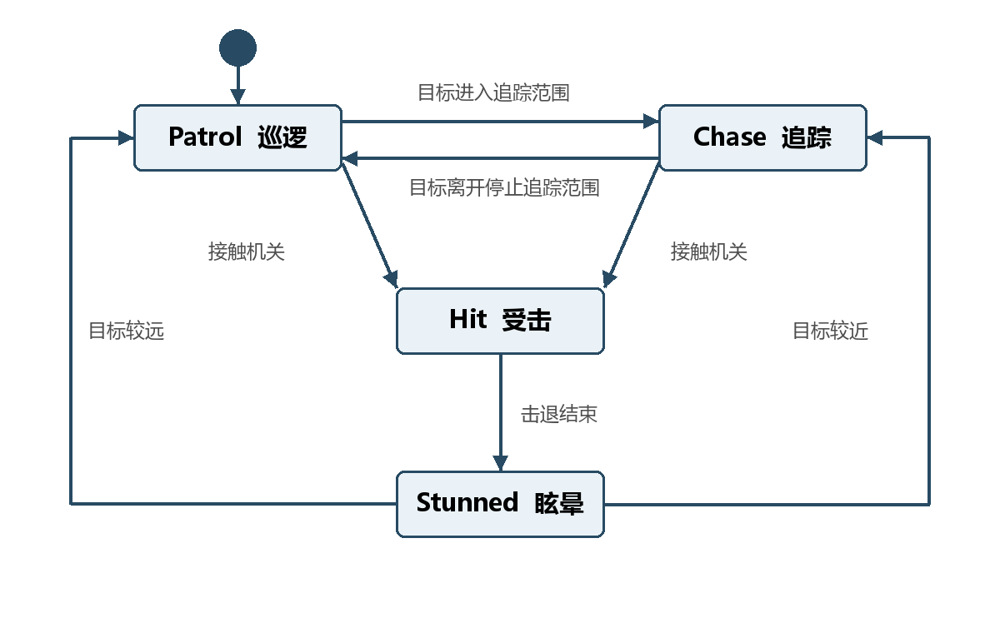 目标进入追踪范围
Patrol 巡逻
Chase 追踪
目标离开停止追踪范围
接触机关
接触机关
Hit 受击
目标较远
目标较近
击退结束
Stunned 眩晕